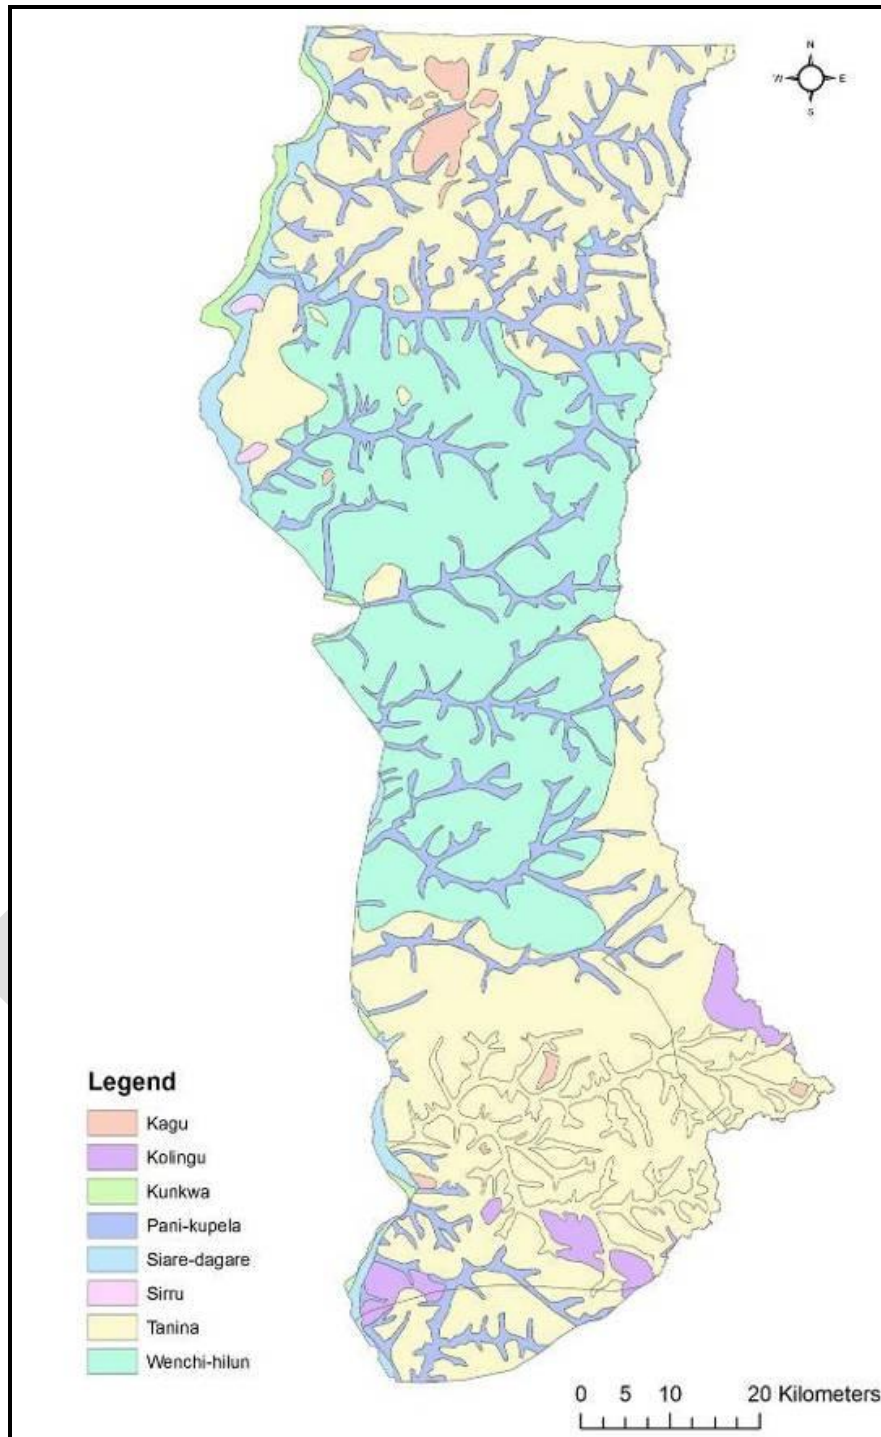 N
W E
S
Legend
Kagu
Kolingu
Kunkwa
Pani-kupela
Siare-dagare
Sirru
Tanina
Wenchi-hilun
0 5 10 20 Kilometers